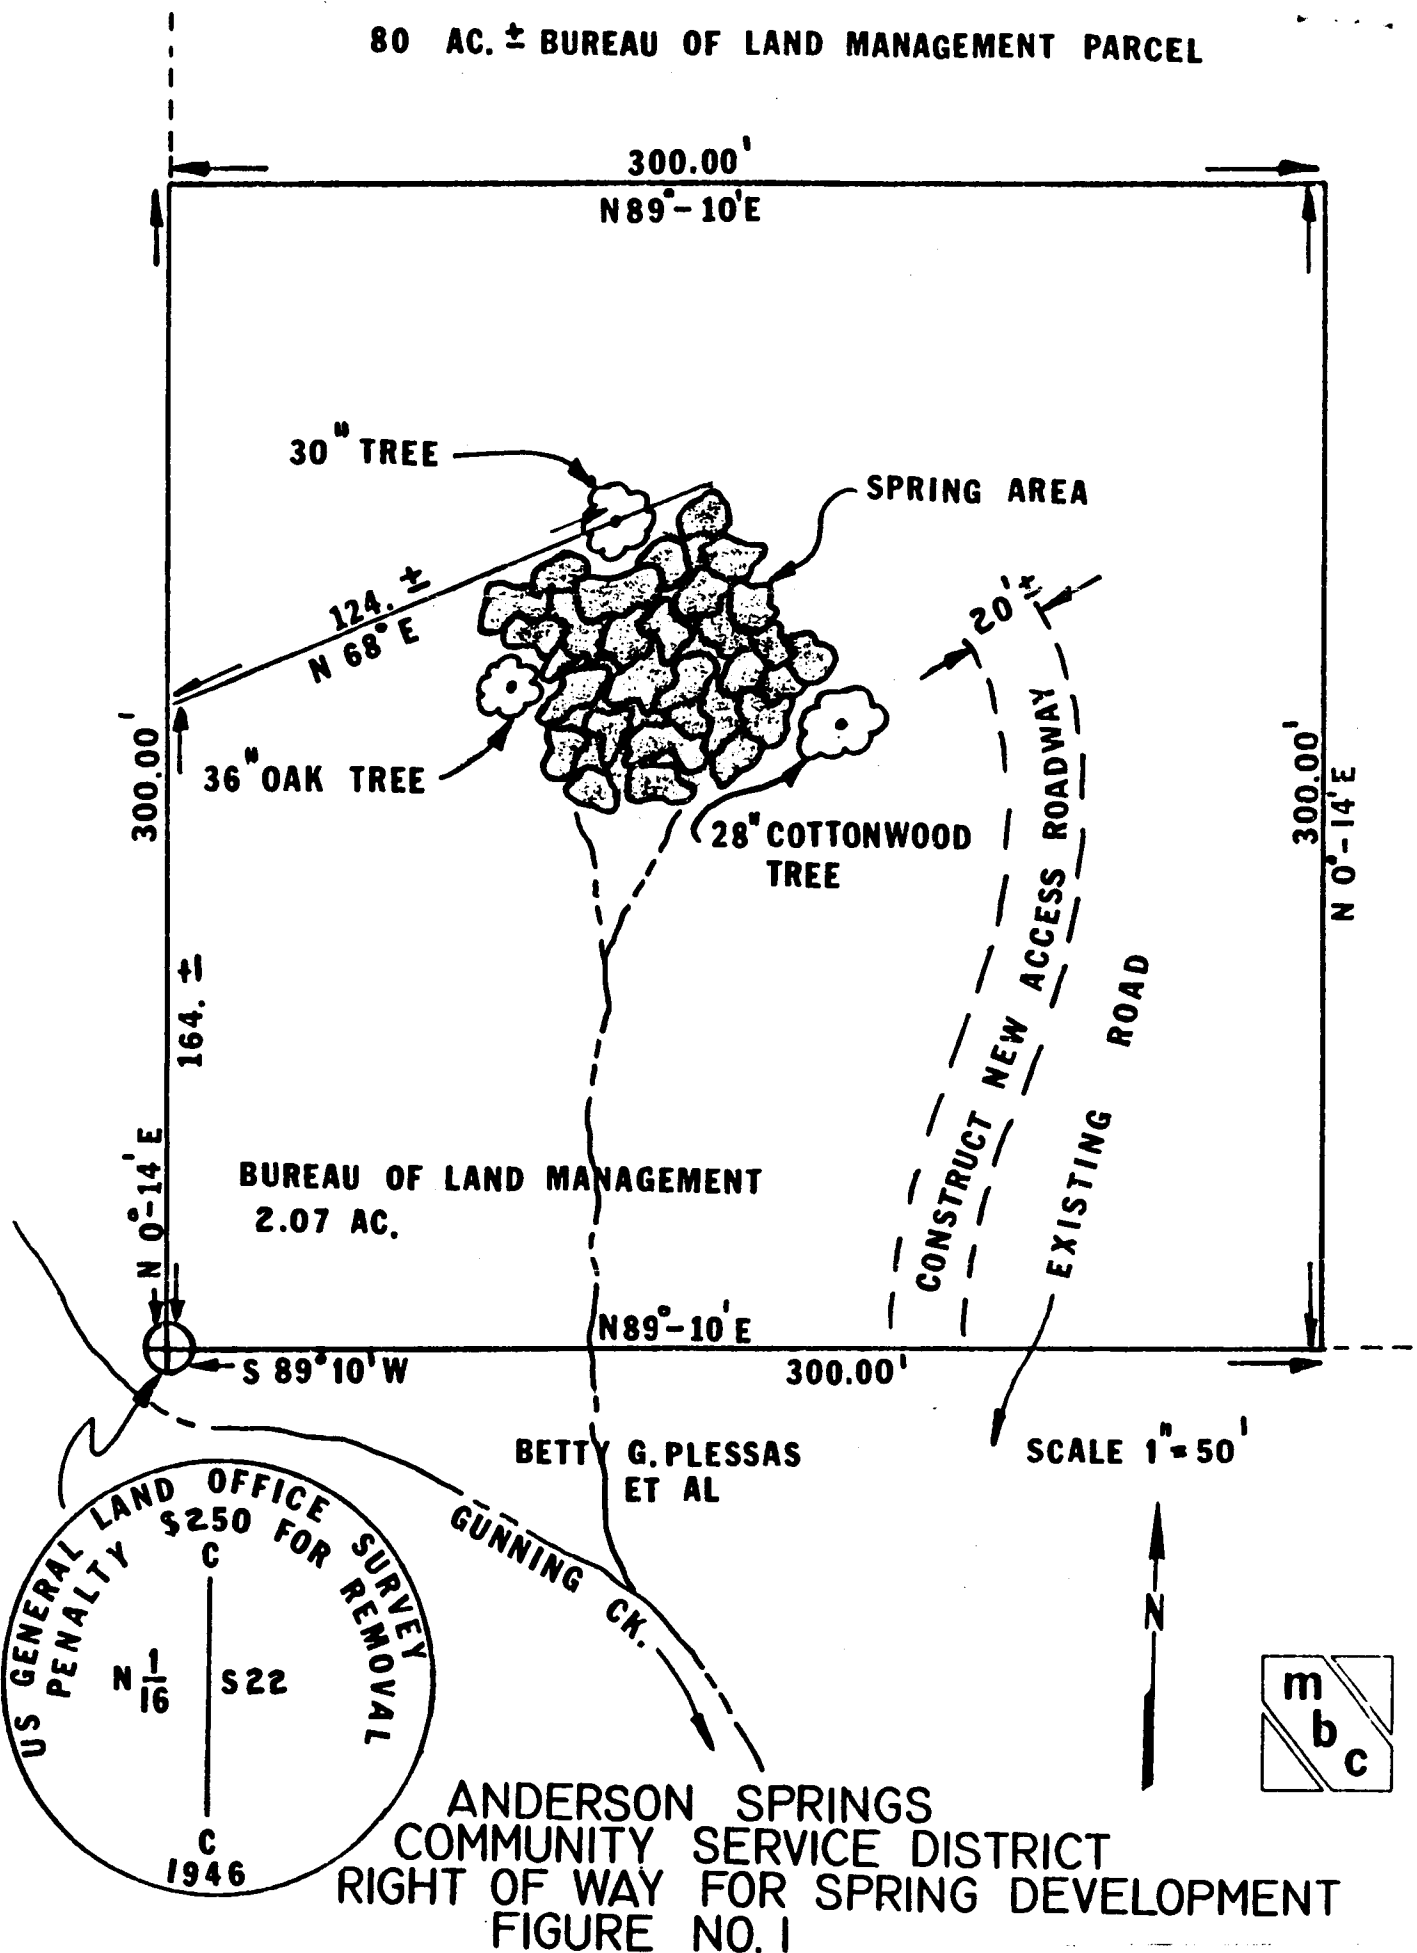 80 AC. ± BUREAU OF LAND MANAGEMENT PARCEL
300.00'
N89°-10'E
30" TREE
SPRING AREA
124. ±
N 68° E
20'±
36" OAK TREE
28" COTTONWOOD
TREE
300.00'
164. ±
N 0°-14' E
300.00'
N 0°-14' E
CONSTRUCT NEW ACCESS ROADWAY
EXISTING ROAD
BUREAU OF LAND MANAGEMENT
2.07 AC.
N89°-10'E
S 89°10' W
300.00'
BETTY G. PLESSAS
ET AL
SCALE 1"=50'
GUNNING CK.
N
US GENERAL LAND OFFICE SURVEY
PENALTY $250 FOR REMOVAL
C
N 1/16 S22
C
1946
m
b
c
ANDERSON SPRINGS
COMMUNITY SERVICE DISTRICT
RIGHT OF WAY FOR SPRING DEVELOPMENT
FIGURE NO. 1